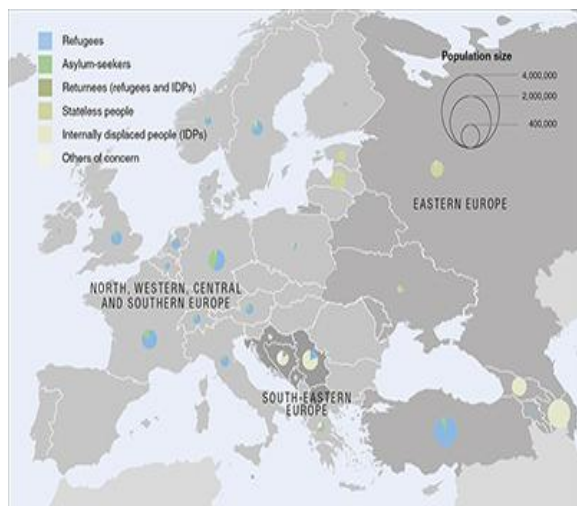 Refugees
Asylum-seekers
Returnees (refugees and IDPs)
Stateless people
Internally displaced people (IDPs)
Others of concern
Population size
4,000,000
2,000,000
400,000
EASTERN EUROPE
NORTH, WESTERN, CENTRAL
AND SOUTHERN EUROPE
SOUTH-EASTERN
EUROPE